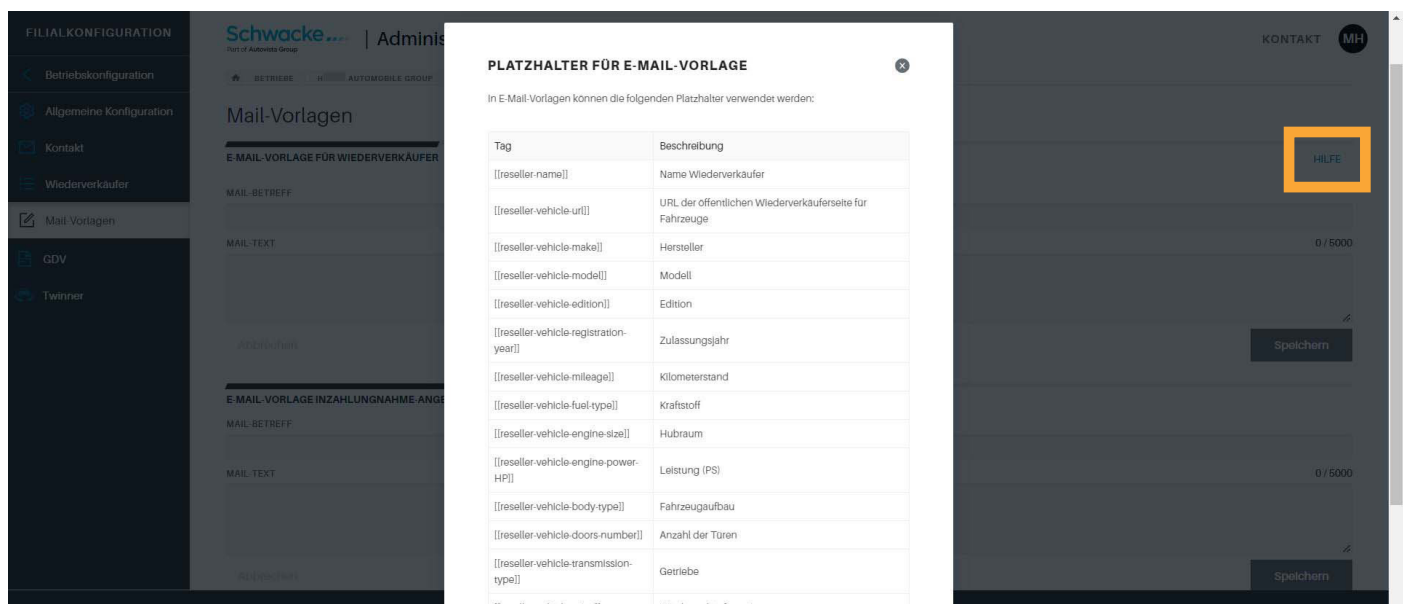 FILIALKONFIGURATION
Betriebskonfiguration
Allgemeine Konfiguration
Kontakt
Wiederverkäufer
Mail-Vorlagen
GDV
Twinner
Schwacke
Part of Autovista Group
| Adminis
KONTAKT
MH
BETRIEBE
H
AUTOMOBILE GROUP
Mail-Vorlagen
E-MAIL-VORLAGE FÜR WIEDERVERKÄUFER
HILFE
MAIL-BETREFF
MAIL-TEXT
0 / 5000
Abbrechen
Speichern
E-MAIL-VORLAGE INZAHLUNGNAHME-ANGE
MAIL-BETREFF
MAIL-TEXT
0 / 5000
Abbrechen
Speichern
PLATZHALTER FÜR E-MAIL-VORLAGE
In E-Mail-Vorlagen können die folgenden Platzhalter verwendet werden:
Tag Beschreibung
[[reseller-name]] Name Wiederverkäufer
[[reseller-vehicle-url]] URL der öffentlichen Wiederverkäuferseite für
Fahrzeuge
[[reseller-vehicle-make]] Hersteller
[[reseller-vehicle-model]] Modell
[[reseller-vehicle-edition]] Edition
[[reseller-vehicle-registration-
year]] Zulassungsjahr
[[reseller-vehicle-mileage]] Kilometerstand
[[reseller-vehicle-fuel-type]] Kraftstoff
[[reseller-vehicle-engine-size]] Hubraum
[[reseller-vehicle-engine-power-
HP]] Leistung (PS)
[[reseller-vehicle-body-type]] Fahrzeugaufbau
[[reseller-vehicle-doors-number]] Anzahl der Türen
[[reseller-vehicle-transmission-
type]] Getriebe